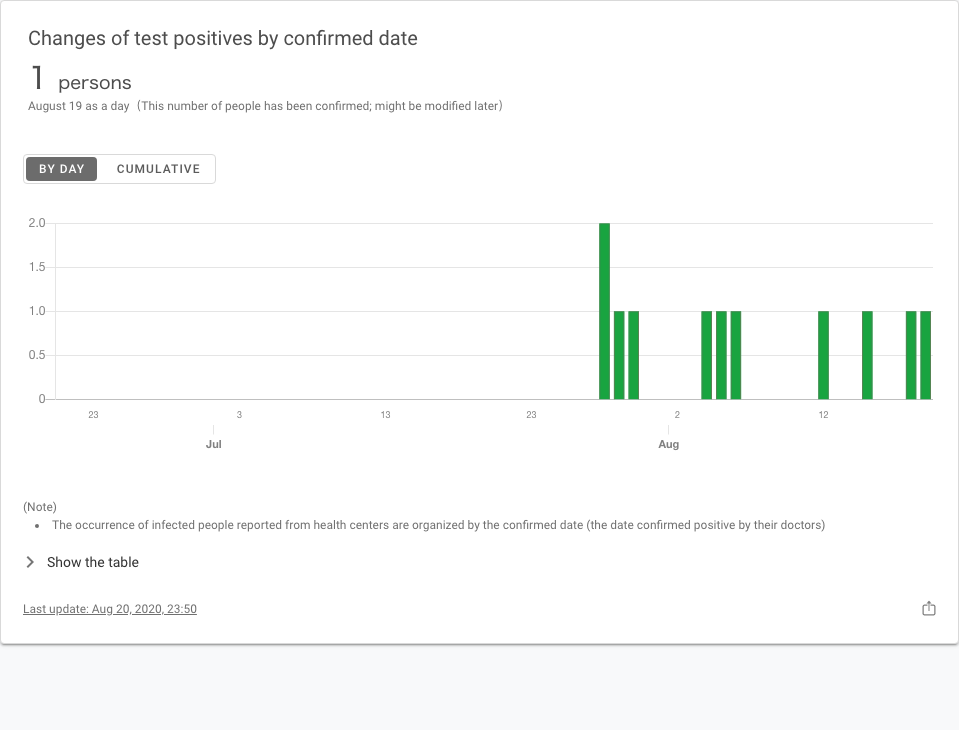 Changes of test positives by confirmed date
1 persons
August 19 as a day（This number of people has been confirmed; might be modified later）
BY DAY CUMULATIVE
2.0
1.5
1.0
0.5
0
23 3 13 23 2 12
Jul Aug
(Note)
• The occurrence of infected people reported from health centers are organized by the confirmed date (the date confirmed positive by their doctors)
Show the table
Last update: Aug 20, 2020, 23:50